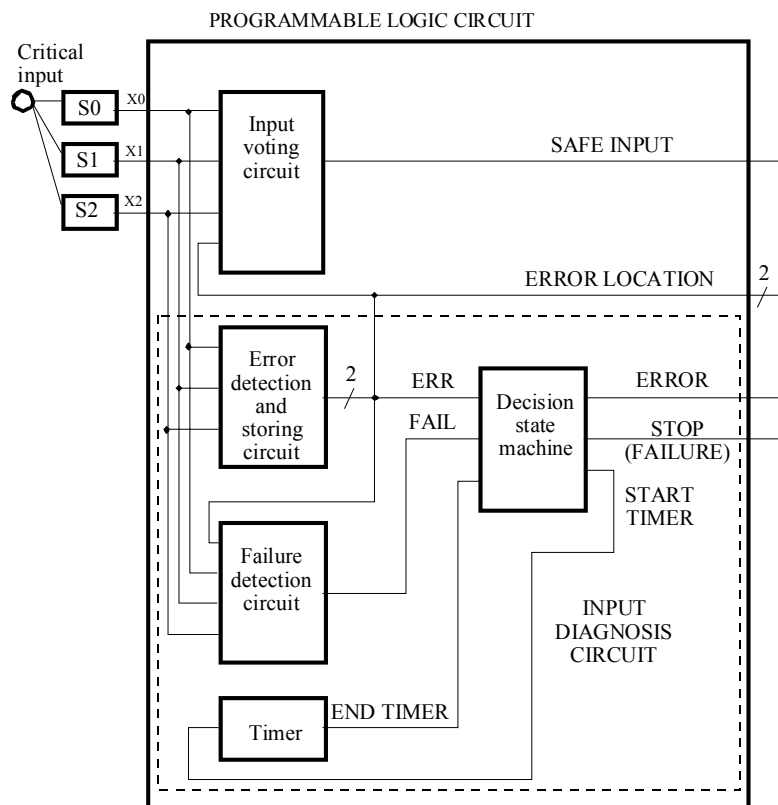 PROGRAMMABLE LOGIC CIRCUIT
Critical
input
S0
X0
S1
X1
S2
X2
Input
voting
circuit
SAFE INPUT
ERROR LOCATION
2
Error
detection
and
storing
circuit
2
ERR
FAIL
Decision
state
machine
ERROR
STOP
(FAILURE)
START
TIMER
Failure
detection
circuit
INPUT
DIAGNOSIS
CIRCUIT
Timer
END TIMER